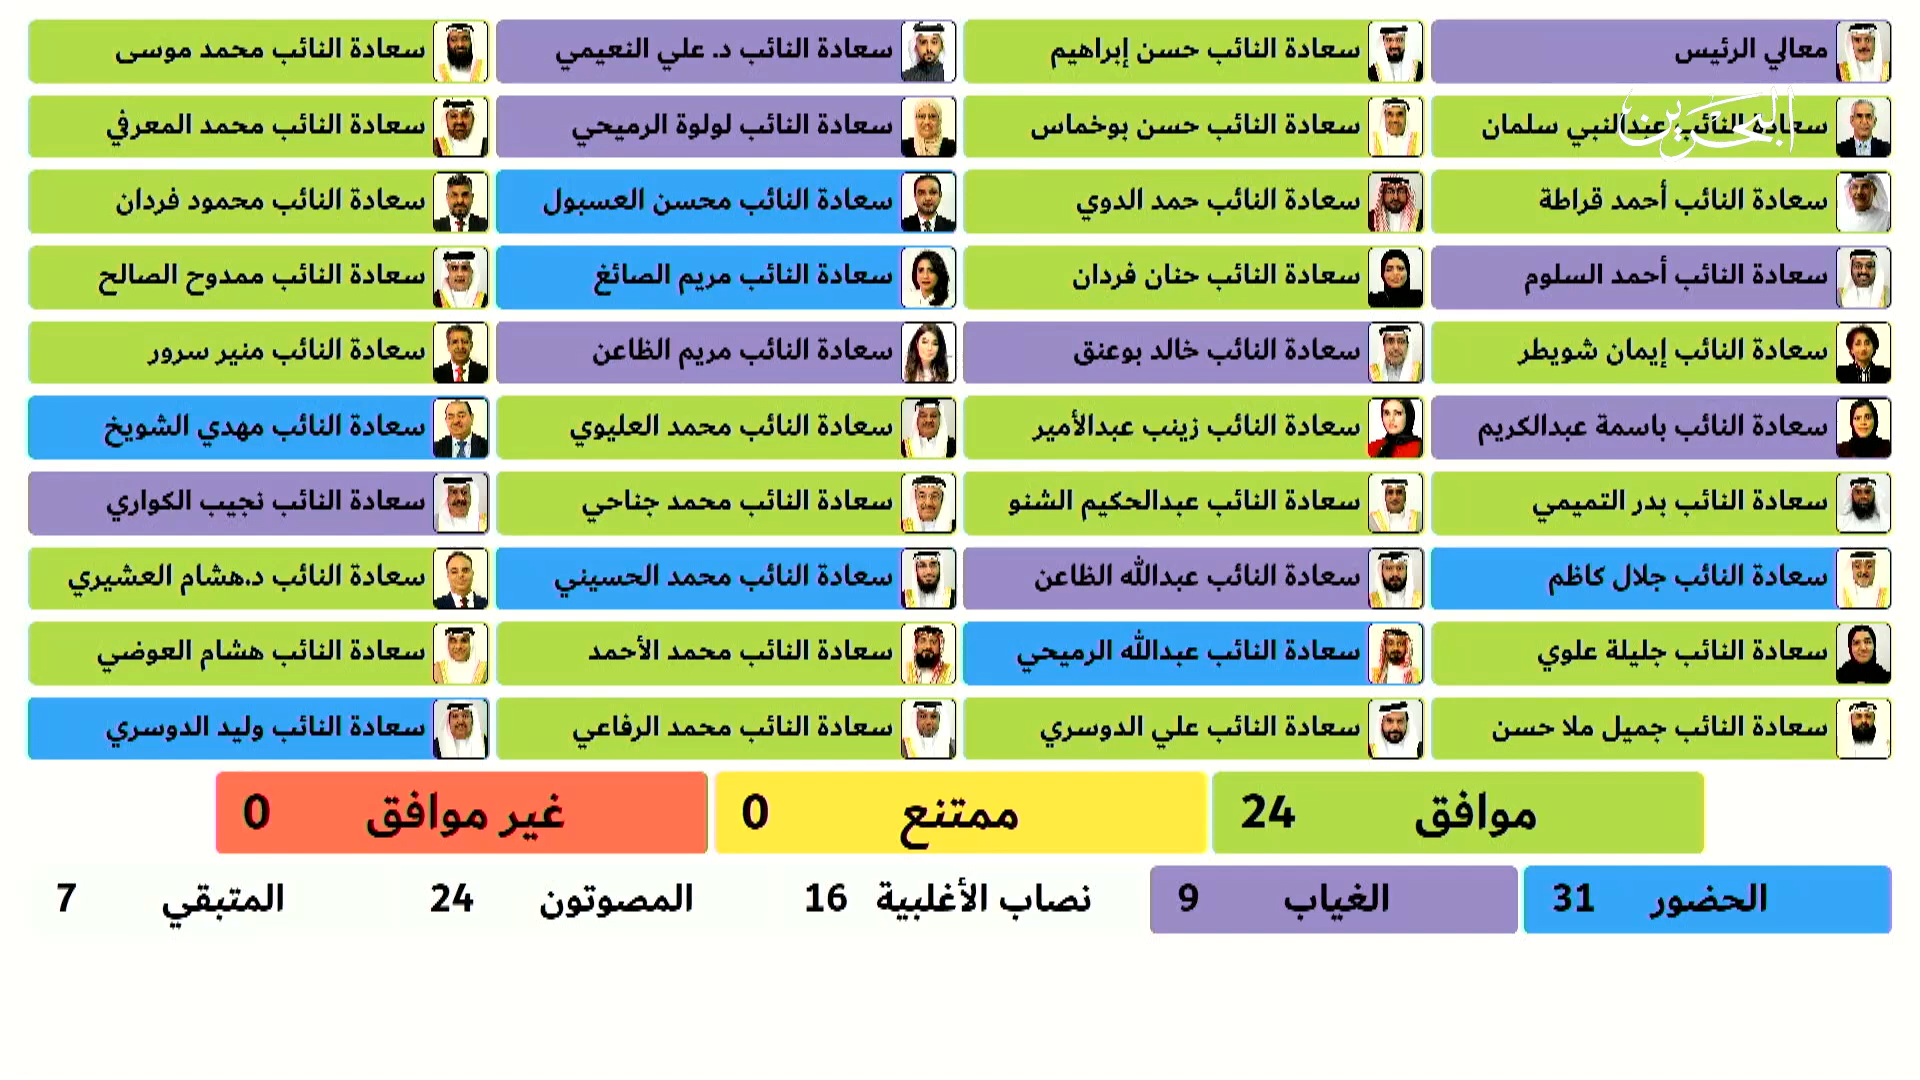 معالي الرئيس
سعادة النائب حسن إبراهيم
سعادة النائب د. علي النعيمي
سعادة النائب محمد موسى
البحرين
سعادة النائب عبدالنبي سلمان
سعادة النائب حسن بوخماس
سعادة النائب لولوة الرميحي
سعادة النائب محمد المعرفي
سعادة النائب أحمد قراطة
سعادة النائب حمد الدوي
سعادة النائب محسن العسبول
سعادة النائب محمود فردان
سعادة النائب أحمد السلوم
سعادة النائب حنان فردان
سعادة النائب مريم الصائغ
سعادة النائب ممدوح الصالح
سعادة النائب إيمان شويطر
سعادة النائب خالد بوعنق
سعادة النائب مريم الظاعن
سعادة النائب منير سرور
سعادة النائب باسمة عبدالكريم
سعادة النائب زينب عبدالأمير
سعادة النائب محمد العليوي
سعادة النائب مهدي الشويخ
سعادة النائب بدر التميمي
سعادة النائب عبدالحكيم الشنو
سعادة النائب محمد جناحي
سعادة النائب نجيب الكواري
سعادة النائب جلال كاظم
سعادة النائب عبدالله الظاعن
سعادة النائب محمد الحسيني
سعادة النائب د.هشام العشيري
سعادة النائب جليلة علوي
سعادة النائب عبدالله الرميحي
سعادة النائب محمد الأحمد
سعادة النائب هشام العوضي
سعادة النائب جميل ملا حسن
سعادة النائب علي الدوسري
سعادة النائب محمد الرفاعي
سعادة النائب وليد الدوسري
موافق 24
ممتنع 0
غير موافق 0
الحضور 31
الغياب 9
نصاب الأغلبية 16
المصوتون 24
المتبقي 7